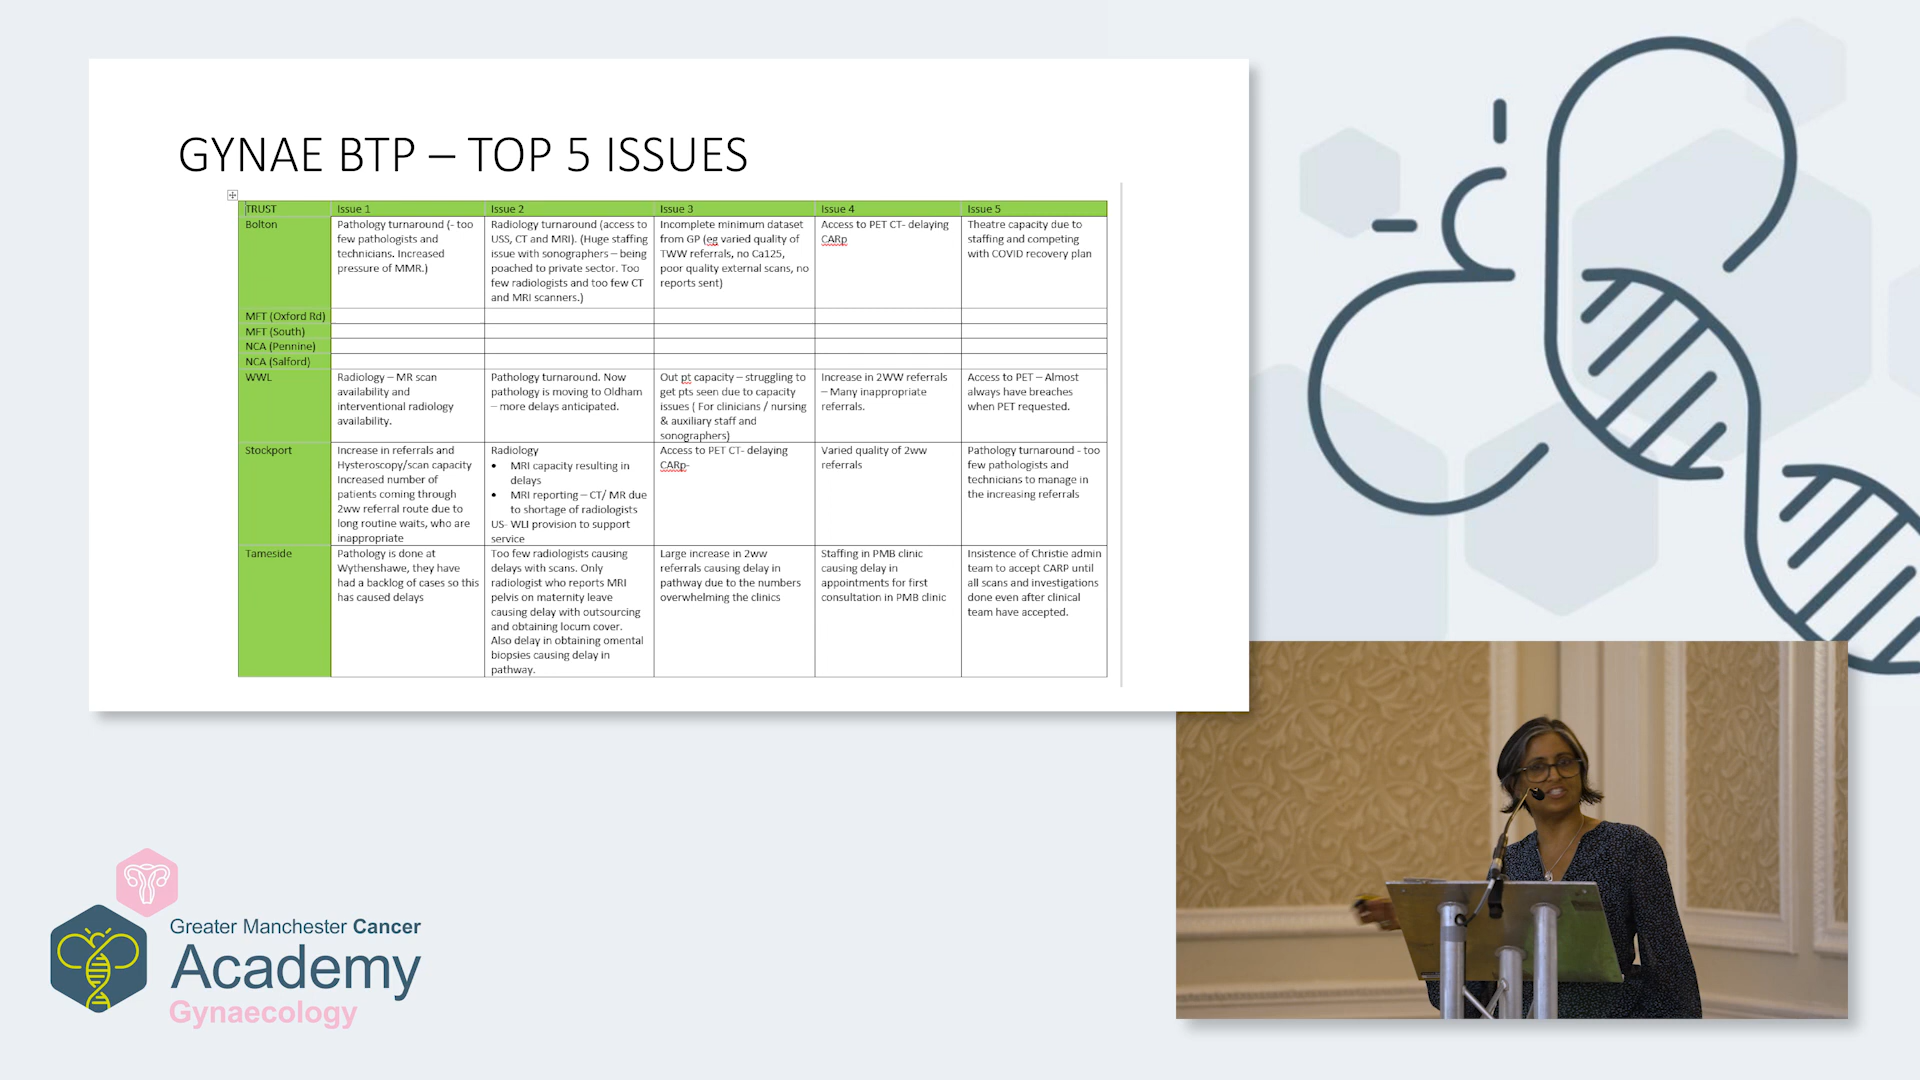 GYNAE BTP – TOP 5 ISSUES
TRUST Issue 1 Issue 2 Issue 3 Issue 4 Issue 5
Bolton
Pathology turnaround (- too
few pathologists and
technicians. Increased
pressure of MMR.)
Radiology turnaround (access to
USS, CT and MRI). (Huge staffing
issue with sonographers – being
poached to private sector. Too
few radiologists and too few CT
and MRI scanners.)
Incomplete minimum dataset
from GP (eg varied quality of
TWW referrals, no Ca125,
poor quality external scans, no
reports sent)
Access to PET CT- delaying
CARp
Theatre capacity due to
staffing and competing
with COVID recovery plan
MFT (Oxford Rd)
MFT (South)
NCA (Pennine)
NCA (Salford)
WWL
Radiology – MR scan
availability and
interventional radiology
availability.
Pathology turnaround. Now
pathology is moving to Oldham
– more delays anticipated.
Out pt capacity – struggling to
get pts seen due to capacity
issues ( For clinicians / nursing
& auxiliary staff and
sonographers)
Increase in 2WW referrals
– Many inappropriate
referrals.
Access to PET – Almost
always have breaches
when PET requested.
Stockport
Increase in referrals and
Hysteroscopy/scan capacity
Increased number of
patients coming through
2ww referral route due to
long routine waits, who are
inappropriate
Radiology
• MRI capacity resulting in
delays
• MRI reporting – CT/ MR due
to shortage of radiologists
US- WLI provision to support
service
Access to PET CT- delaying
CARp-
Varied quality of 2ww
referrals
Pathology turnaround - too
few pathologists and
technicians to manage in
the increasing referrals
Tameside
Pathology is done at
Wythenshawe, they have
had a backlog of cases so this
has caused delays
Too few radiologists causing
delays with scans. Only
radiologist who reports MRI
pelvis on maternity leave
causing delay with outsourcing
and obtaining locum cover.
Also delay in obtaining omental
biopsies causing delay in
pathway.
Large increase in 2ww
referrals causing delay in
pathway due to the numbers
overwhelming the clinics
Staffing in PMB clinic
causing delay in
appointments for first
consultation in PMB clinic
Insistence of Christie admin
team to accept CARP until
all scans and investigations
done even after clinical
team have accepted.
Greater Manchester Cancer
Academy
Gynaecology